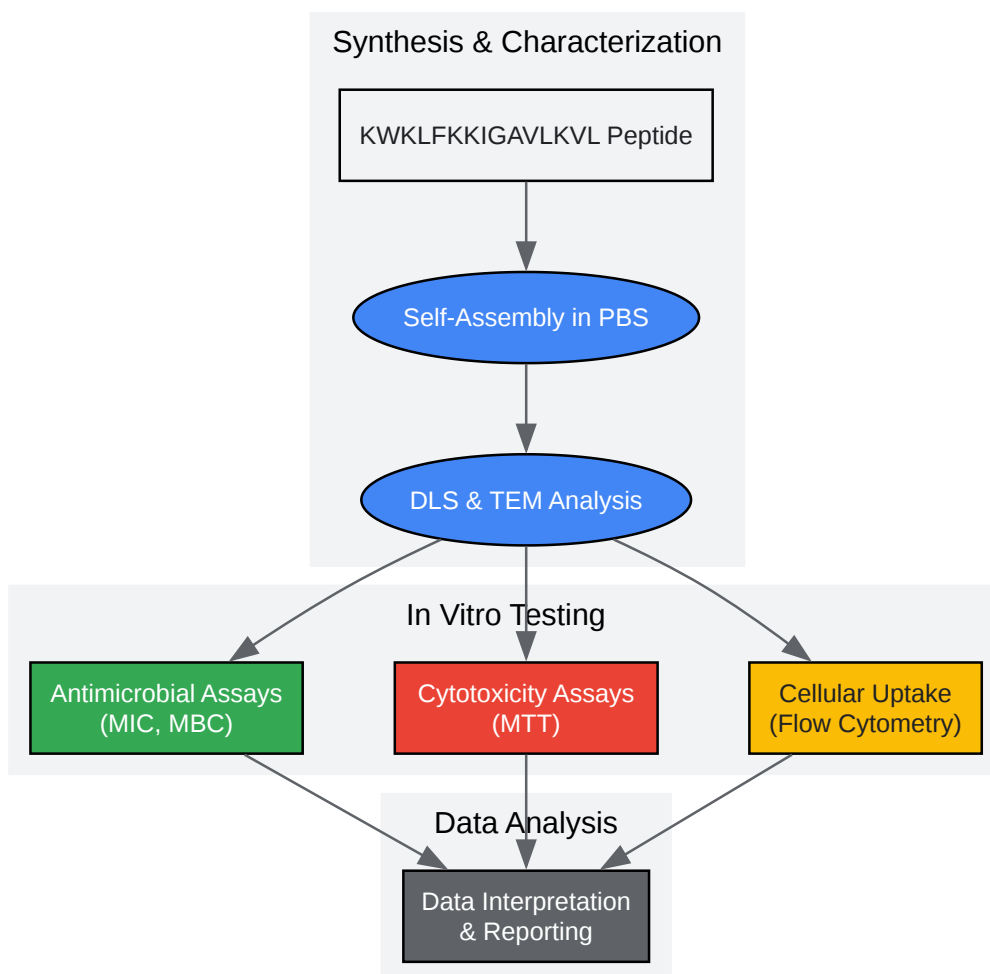 Synthesis & Characterization
KWKLFKKIGAVLKVL Peptide
Self-Assembly in PBS
DLS & TEM Analysis
In Vitro Testing
Antimicrobial Assays
(MIC, MBC)
Cytotoxicity Assays
(MTT)
Cellular Uptake
(Flow Cytometry)
Data Analysis
Data Interpretation
& Reporting